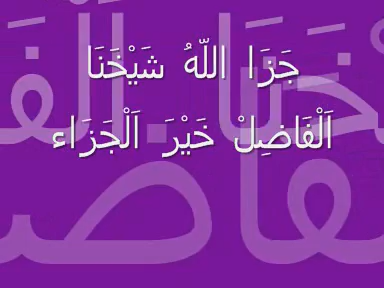 جَزَا اللّهُ شَيْخَنَا
اَلْفَاضِلْ خَيْرَ اَلْجَزَاء